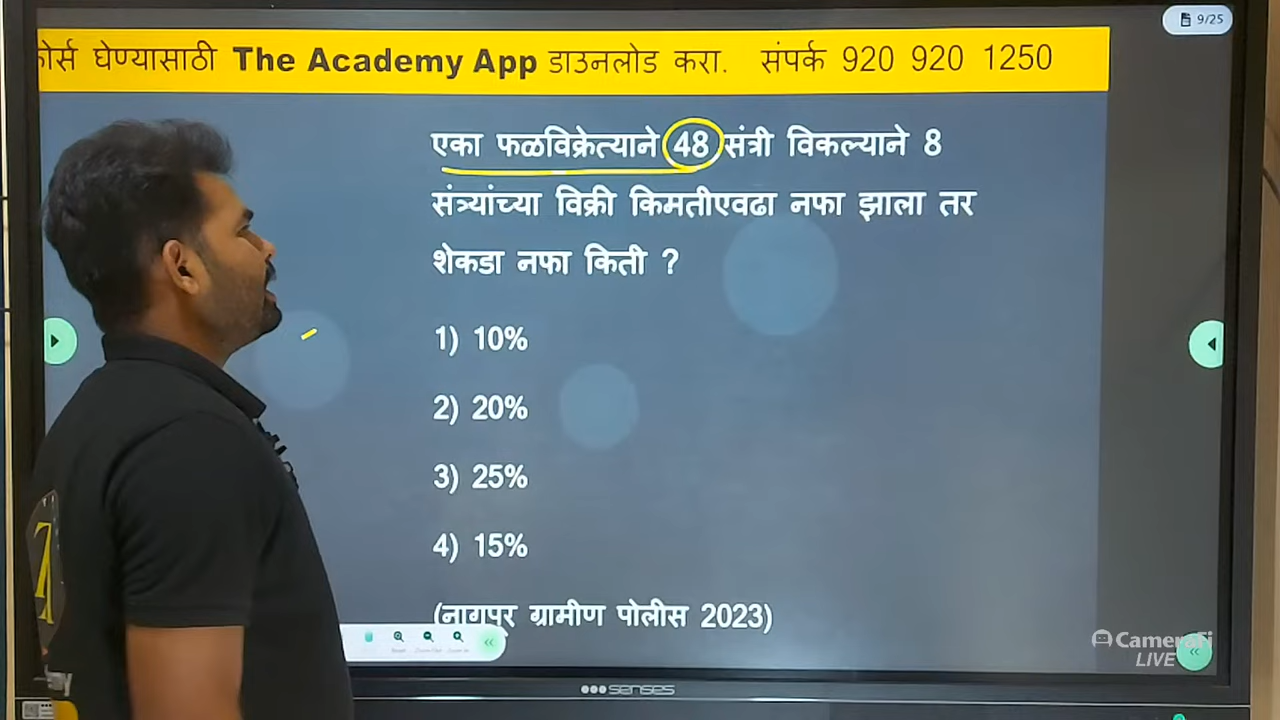 9/25
कोर्स घेण्यासाठी The Academy App डाउनलोड करा. संपर्क 920 920 1250
एका फळविक्रेत्याने 48 संत्री विकल्याने 8
संत्र्यांच्या विक्री किमतीएवढा नफा झाला तर
शेकडा नफा किती ?
1) 10%
2) 20%
3) 25%
4) 15%
(नागपूर ग्रामीण पोलीस 2023)
CameraFi
LIVE
senses